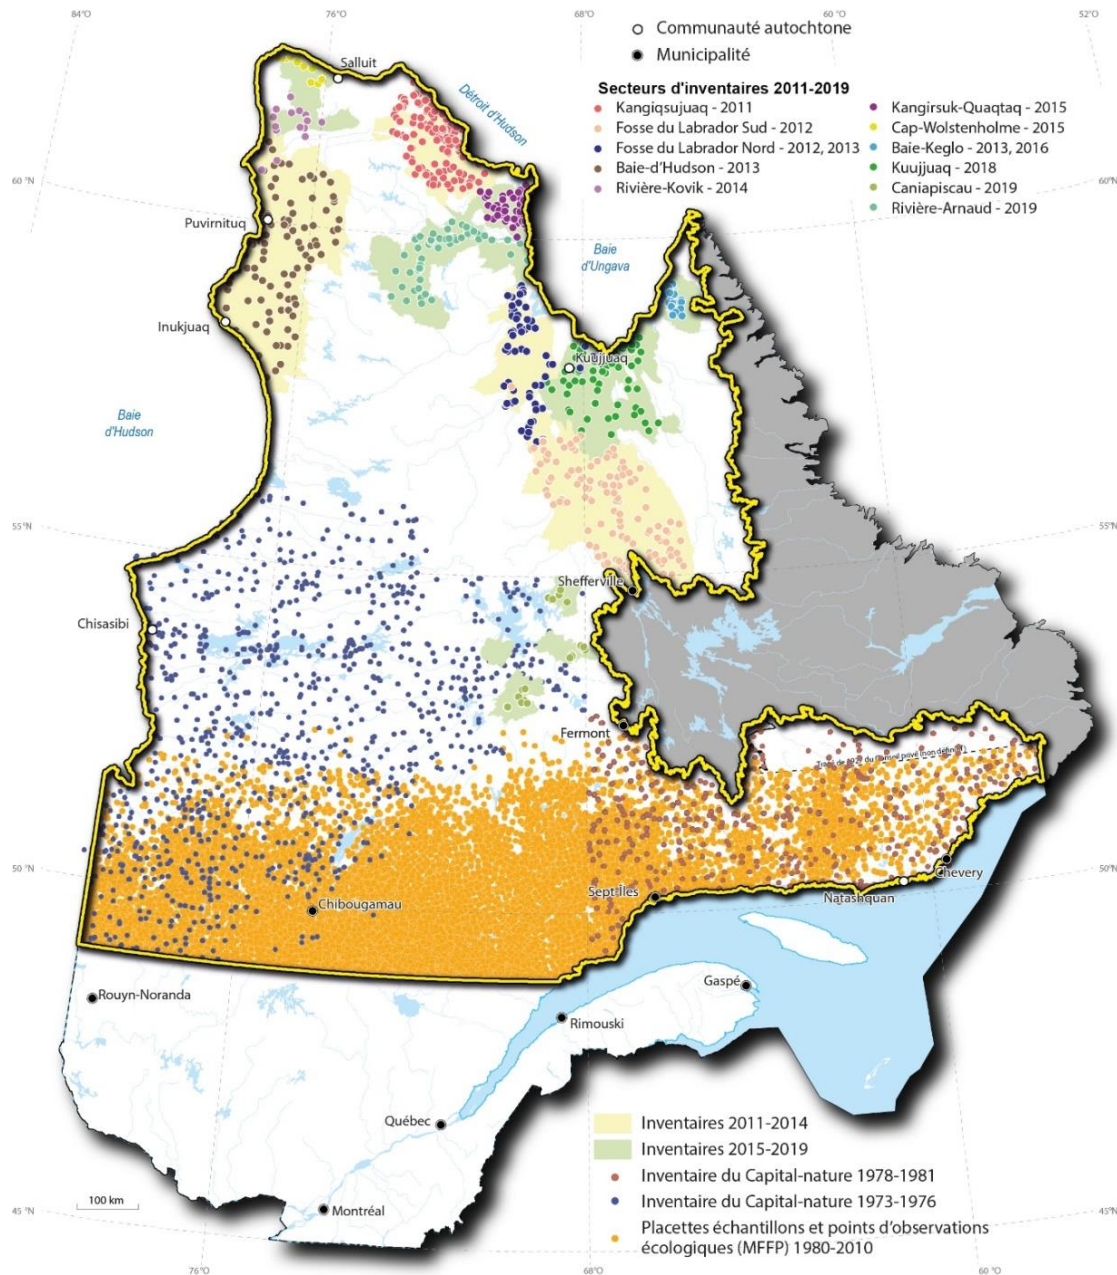 84°O
76°O
68°O
60°O
52°O
Communauté autochtone
Municipalité
Secteurs d'inventaires 2011-2019
Kangiqsujuaq - 2011
Fosse du Labrador Sud - 2012
Fosse du Labrador Nord - 2012, 2013
Baie-d'Hudson - 2013
Rivière-Kovik - 2014
Kangirsuk-Quaqtaq - 2015
Cap-Wolstenholme - 2015
Baie-Keglo - 2013, 2016
Kuujjuaq - 2018
Caniapiscau - 2019
Rivière-Arnaud - 2019
Salluit
Détroit d'Hudson
60°N
60°N
Puvirnituq
Baie
d'Ungava
Inukjuaq
Kuujjuaq
Baie
d'Hudson
55°N
55°N
Shefferville
Chisasibi
Fermont
50°N
50°N
Chevery
Sept-Îles
Natashquan
Chibougamau
Gaspé
Rouyn-Noranda
Rimouski
Québec
Inventaires 2011-2014
Inventaires 2015-2019
Inventaire du Capital-nature 1978-1981
Inventaire du Capital-nature 1973-1976
Placettes échantillons et points d'observations
écologiques (MFFP) 1980-2010
100 km
Montréal
45°N
45°N
76°O
68°O
60°O